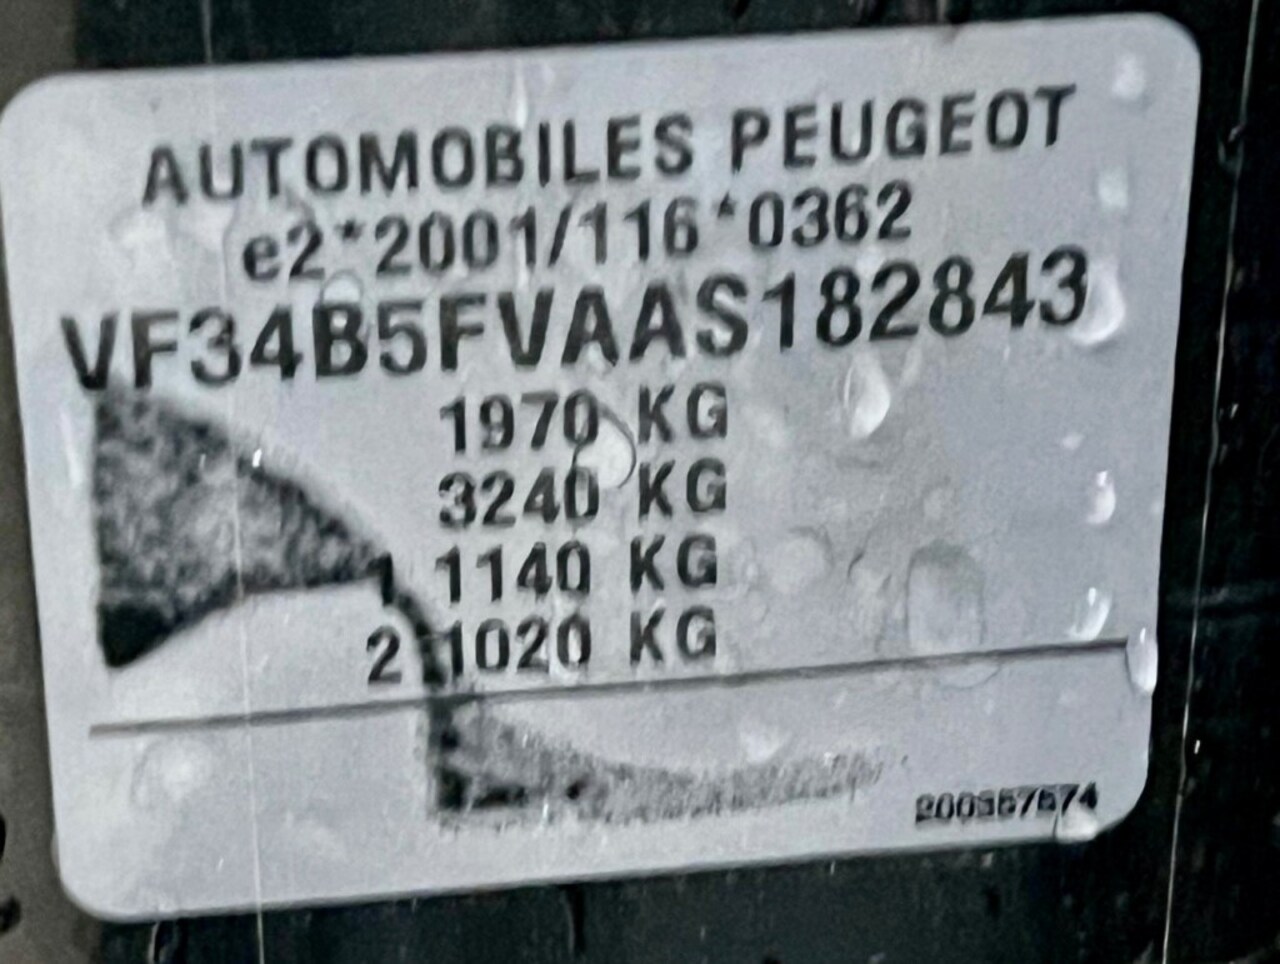 AUTOMOBILES PEUGEOT
e2*2001/116*0362
VF34B5FVAAS182843
1970 KG
3240 KG
1 1140 KG
2 1020 KG